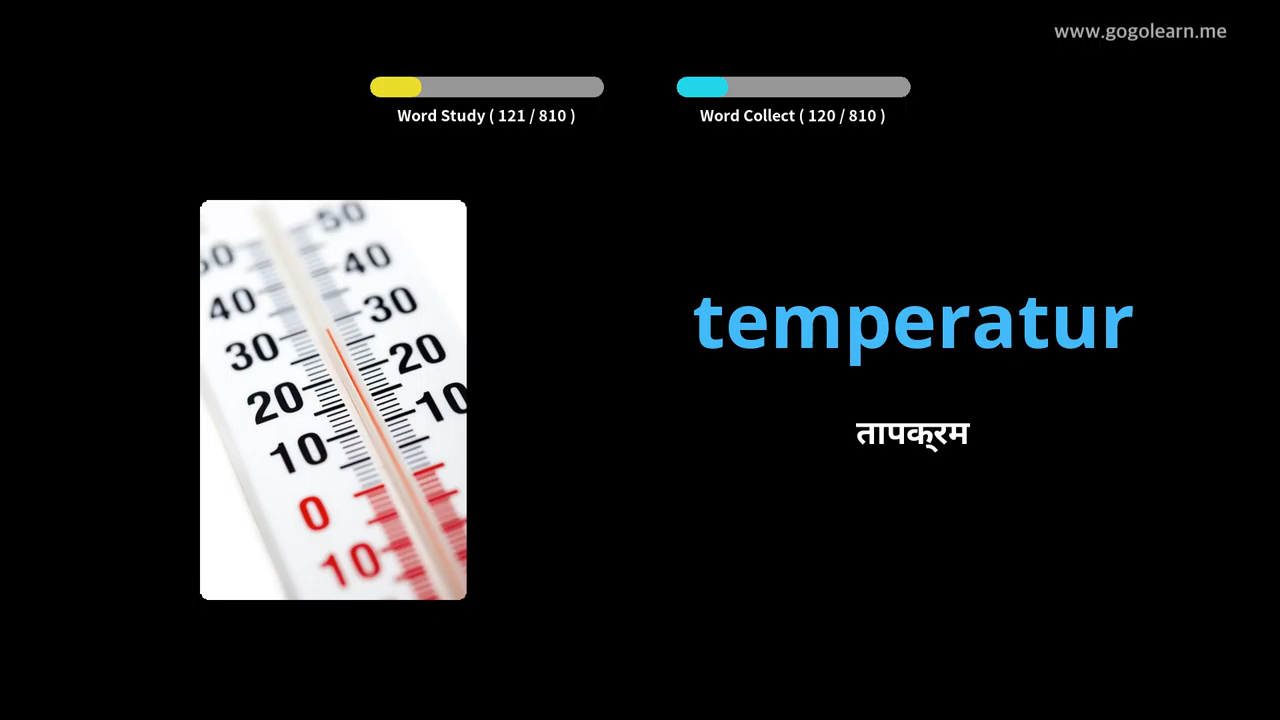 www.gogolearn.me
Word Study ( 121 / 810 )
Word Collect ( 120 / 810 )
temperatur
तापक्रम
50
50
40
40
30
30
20
20
10
10
0
10